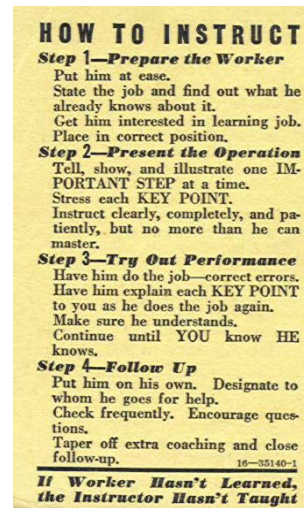 HOW TO INSTRUCT
Step 1—Prepare the Worker
Put him at ease.
State the job and find out what he
already knows about it.
Get him interested in learning job.
Place in correct position.
Step 2—Present the Operation
Tell, show, and illustrate one IM-
PORTANT STEP at a time.
Stress each KEY POINT.
Instruct clearly, completely, and pa-
tiently, but no more than he can
master.
Step 3—Try Out Performance
Have him do the job—correct errors.
Have him explain each KEY POINT
to you as he does the job again.
Make sure he understands.
Continue until YOU know HE
knows.
Step 4—Follow Up
Put him on his own. Designate to
whom he goes for help.
Check frequently. Encourage ques-
tions.
Taper off extra coaching and close
follow-up. 16—35140-1
If Worker Hasn't Learned,
the Instructor Hasn't Taught